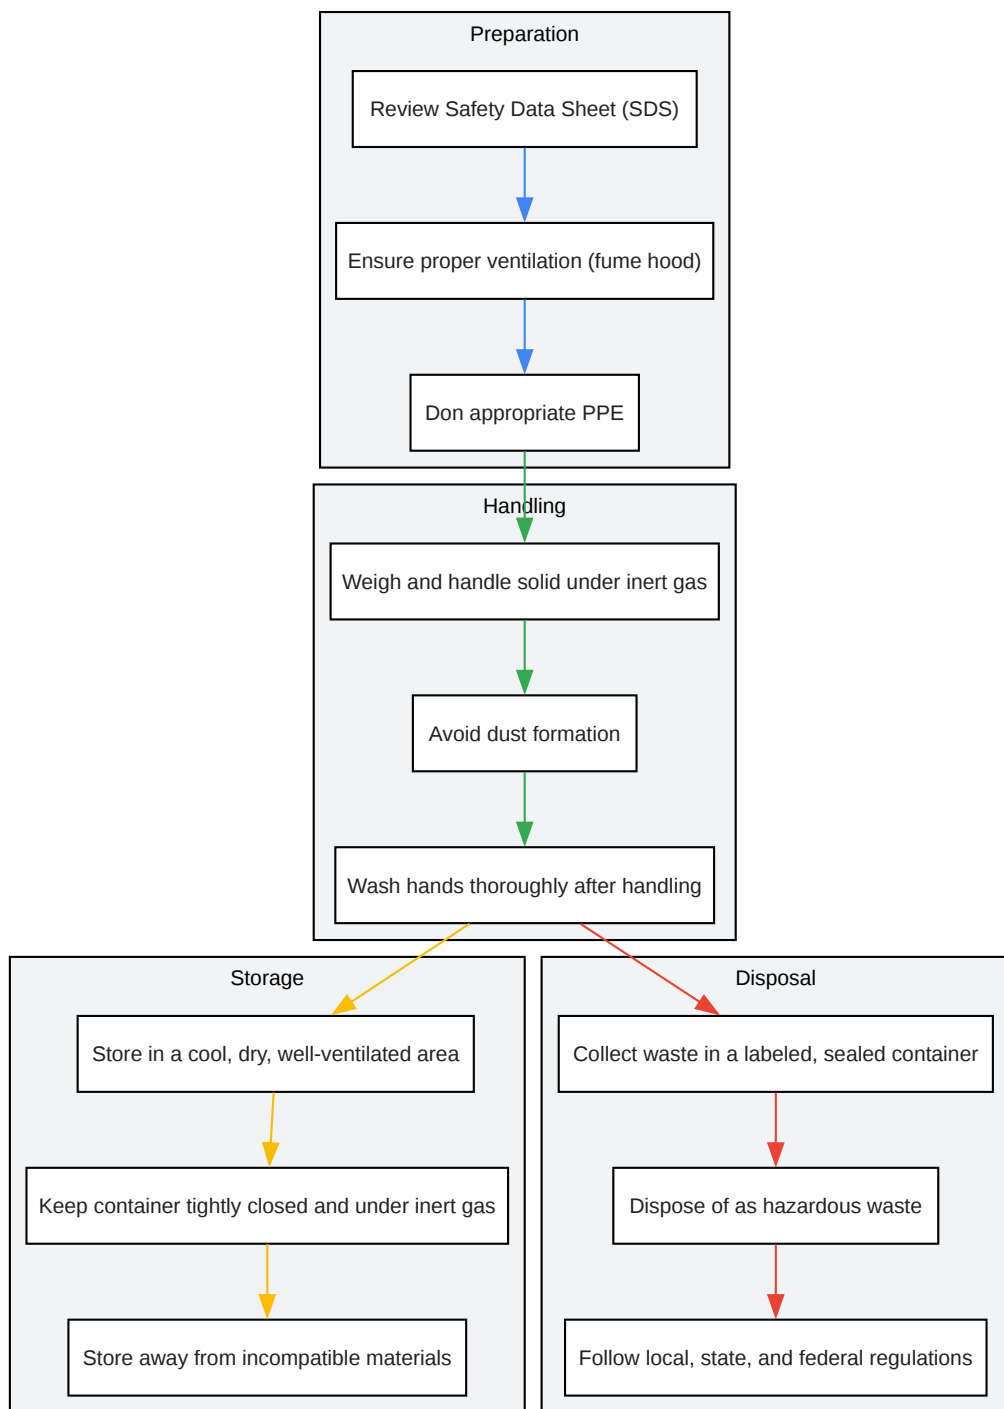 Preparation
Review Safety Data Sheet (SDS)
Ensure proper ventilation (fume hood)
Don appropriate PPE
Handling
Weigh and handle solid under inert gas
Avoid dust formation
Wash hands thoroughly after handling
Storage
Store in a cool, dry, well-ventilated area
Keep container tightly closed and under inert gas
Store away from incompatible materials
Disposal
Collect waste in a labeled, sealed container
Dispose of as hazardous waste
Follow local, state, and federal regulations